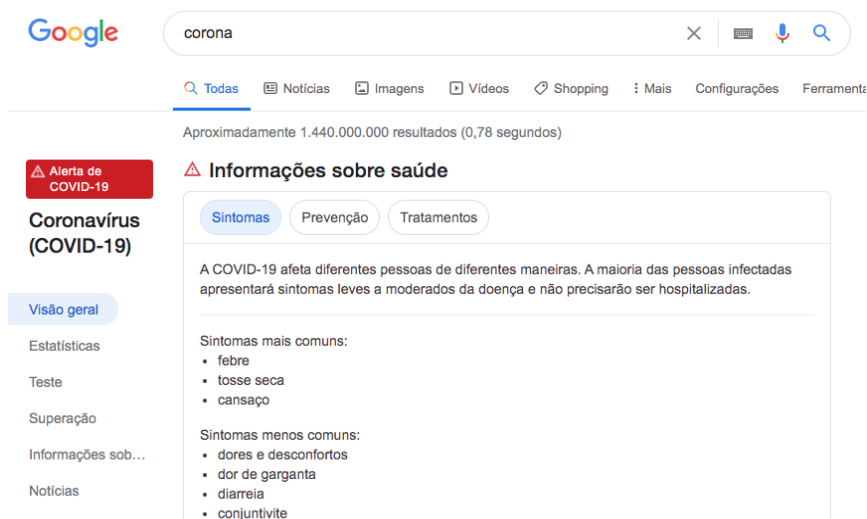 Google
corona
Todas Notícias Imagens Vídeos Shopping Mais Configurações Ferramenta
Aproximadamente 1.440.000.000 resultados (0,78 segundos)
Alerta de
COVID-19
Coronavírus
(COVID-19)
Visão geral
Estatísticas
Teste
Superação
Informações sob...
Notícias
Informações sobre saúde
Sintomas Prevenção Tratamentos
A COVID-19 afeta diferentes pessoas de diferentes maneiras. A maioria das pessoas infectadas
apresentará sintomas leves a moderados da doença e não precisarão ser hospitalizadas.
Sintomas mais comuns:
• febre
• tosse seca
• cansaço
Sintomas menos comuns:
• dores e desconfortos
• dor de garganta
• diarreia
• conjuntivite